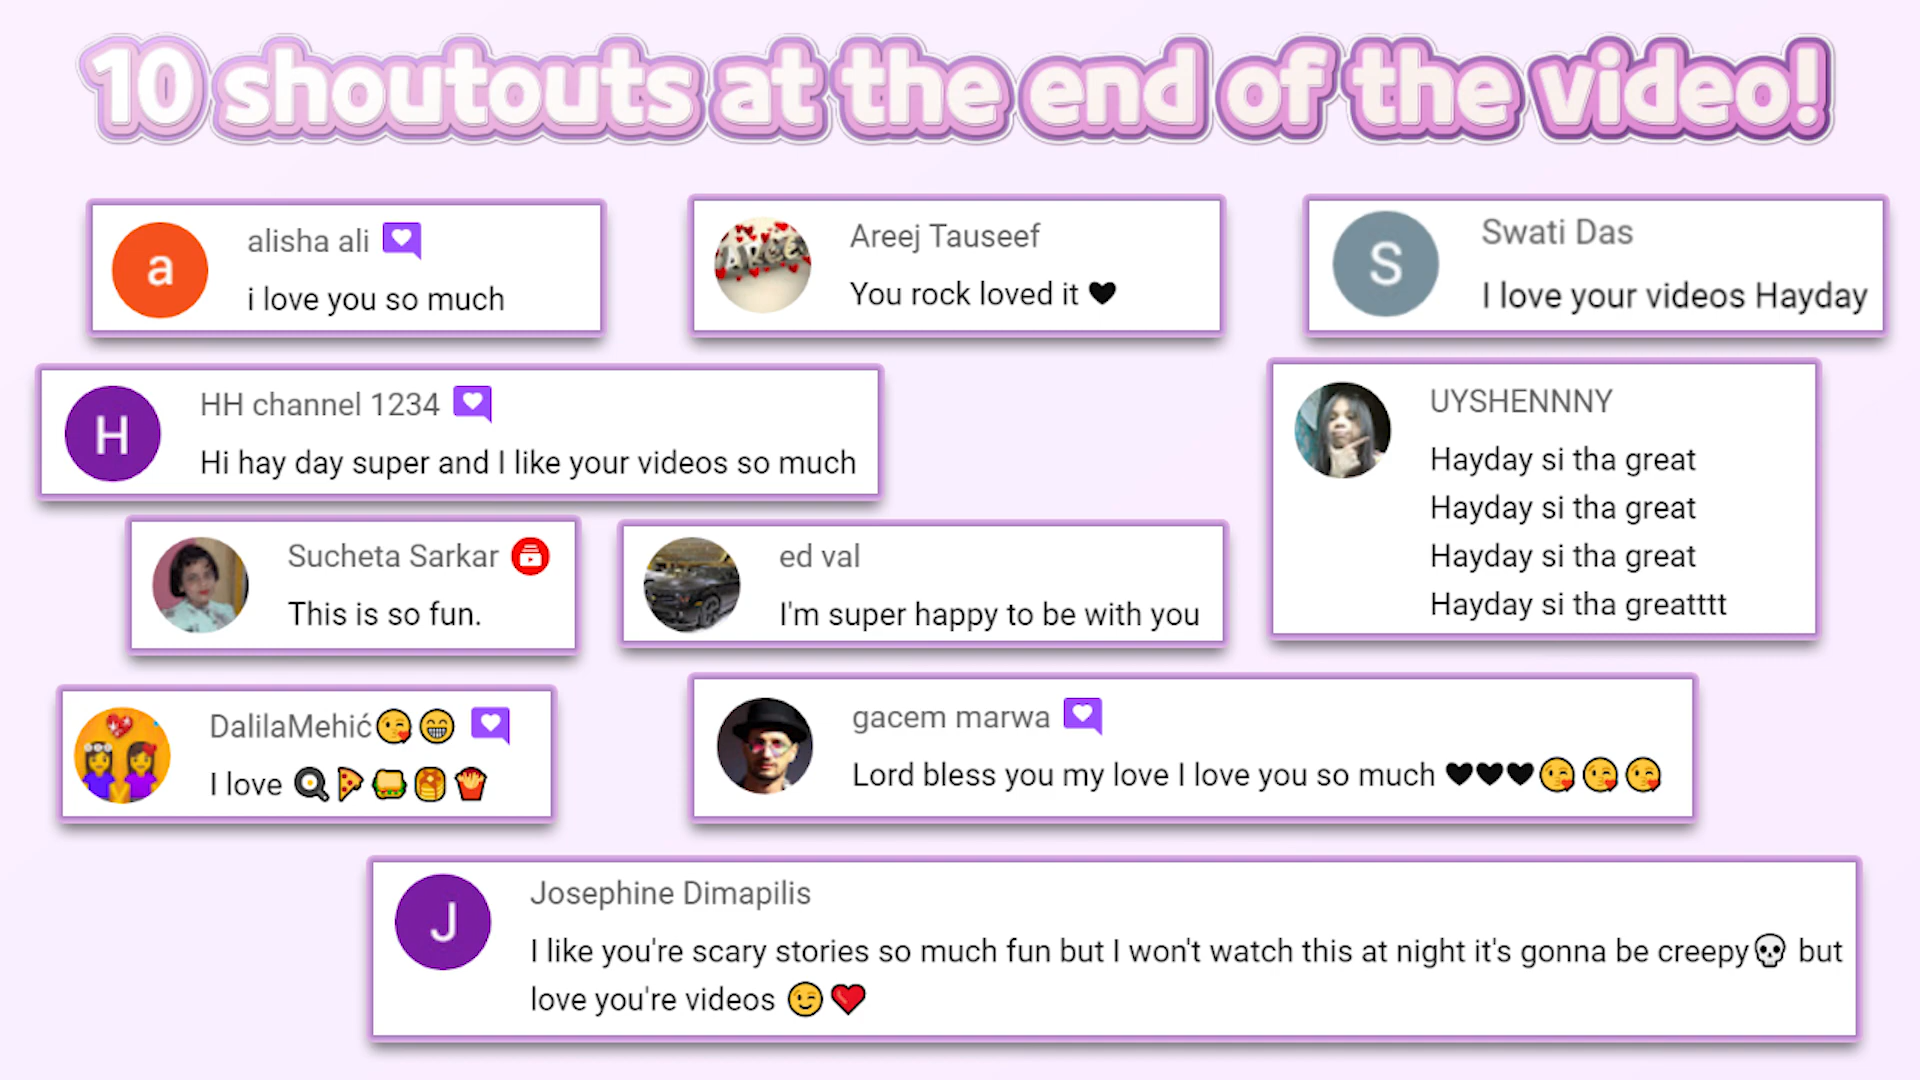 10 shoutouts at the end of the video!
a
alisha ali
i love you so much
AREE
Areej Tauseef
You rock loved it 🖤
S
Swati Das
I love your videos Hayday
H
HH channel 1234
Hi hay day super and I like your videos so much
UYSHENNNY
Hayday si tha great
Hayday si tha great
Hayday si tha great
Hayday si tha greatttt
Sucheta Sarkar
This is so fun.
ed val
I'm super happy to be with you
DalilaMehić😘😁
I love 🍳🍕🥪🥞🍟
gacem marwa
Lord bless you my love I love you so much 🖤🖤🖤😘😘😘
J
Josephine Dimapilis
I like you're scary stories so much fun but I won't watch this at night it's gonna be creepy💀 but
love you're videos 😉❤️